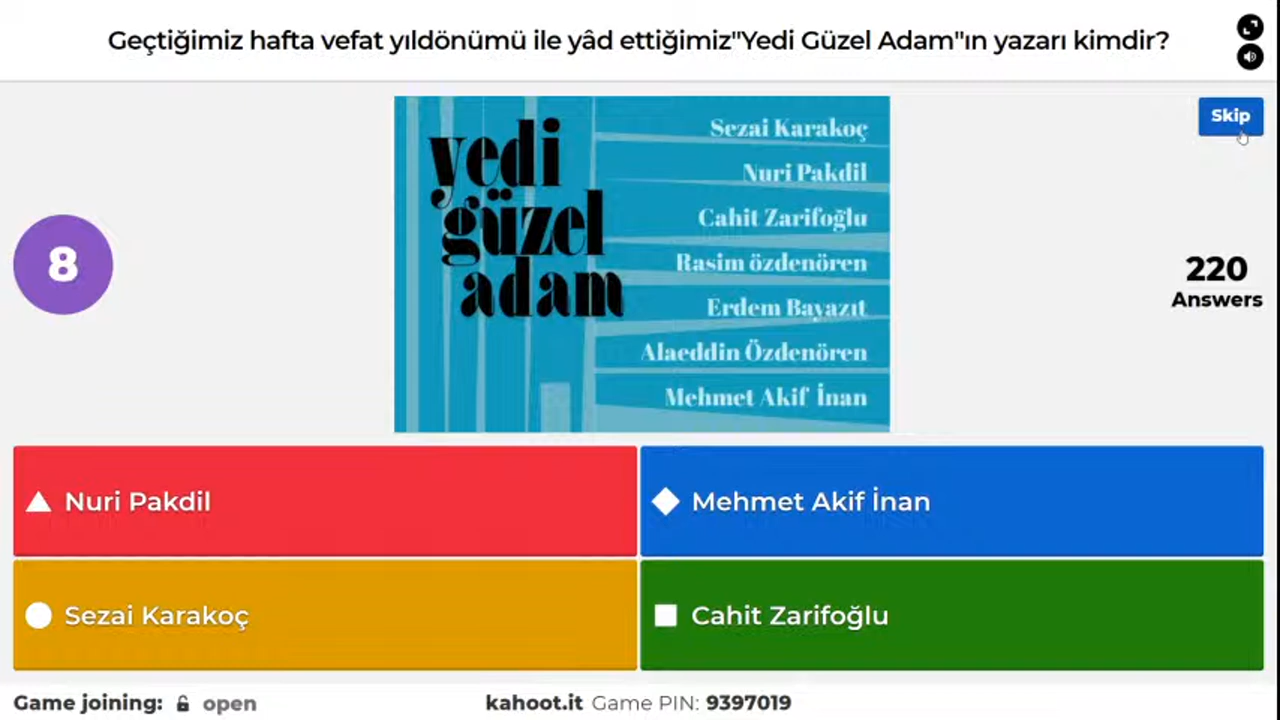 Geçtiğimiz hafta vefat yıldönümü ile yâd ettiğimiz"Yedi Güzel Adam"ın yazarı kimdir?
Skip
8
yedi
güzel
adam
Sezai Karakoç
Nuri Pakdil
Cahit Zarifoğlu
Rasim özdenören
Erdem Bayazıt
Alaeddin Özdenören
Mehmet Akif İnan
220
Answers
Nuri Pakdil
Mehmet Akif İnan
Sezai Karakoç
Cahit Zarifoğlu
Game joining: open
kahoot.it Game PIN: 9397019